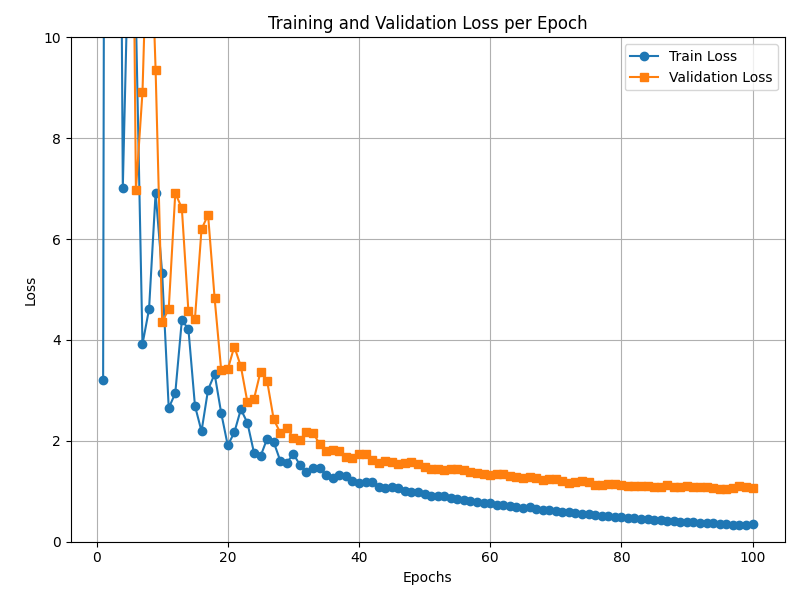 Training and Validation Loss per Epoch
Train Loss
Validation Loss
Loss
10
8
6
4
2
0
0 20 40 60 80 100
Epochs